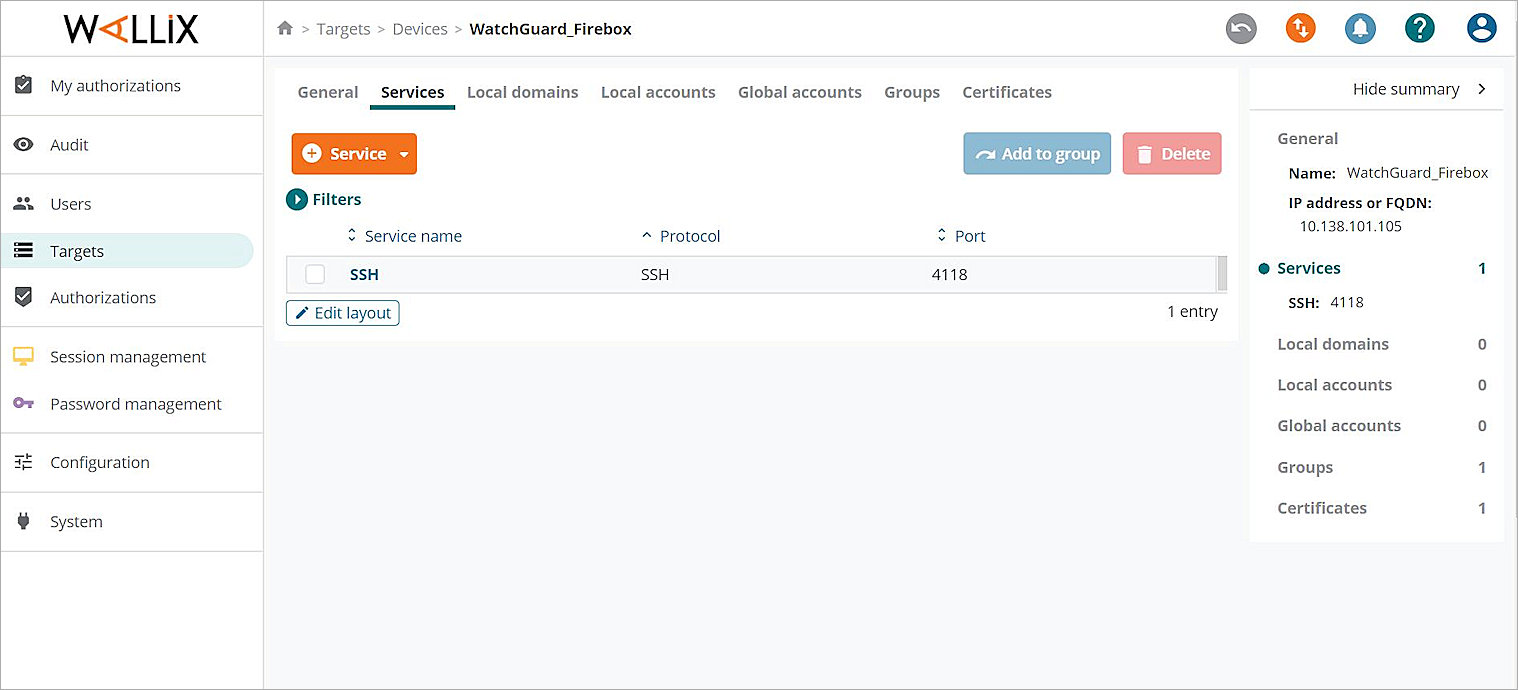 WALLIX
> Targets > Devices > WatchGuard_Firebox
My authorizations
Audit
Users
Targets
Authorizations
Session management
Password management
Configuration
System
General Services Local domains Local accounts Global accounts Groups Certificates
Service
Add to group
Delete
Filters
Service name Protocol Port
SSH SSH 4118
Edit layout
1 entry
Hide summary
General
Name: WatchGuard_Firebox
IP address or FQDN:
10.138.101.105
Services 1
SSH: 4118
Local domains 0
Local accounts 0
Global accounts 0
Groups 1
Certificates 1